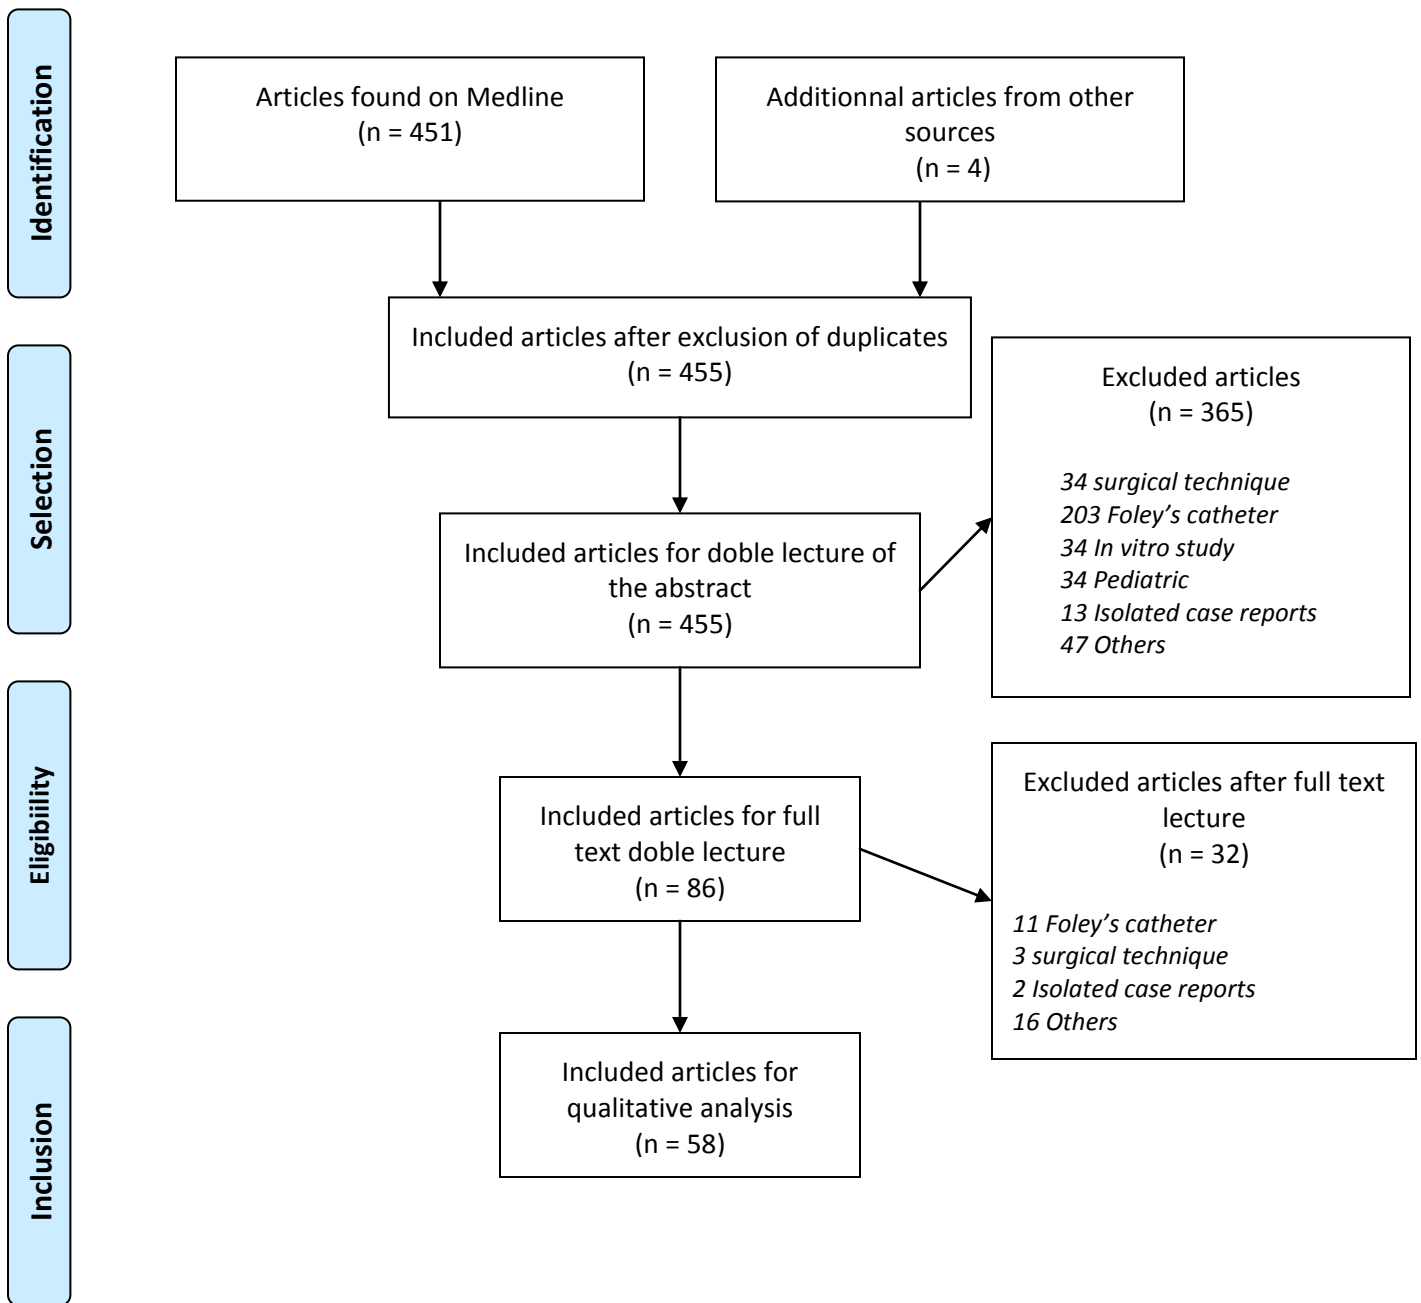 Identification
Articles found on Medline
(n = 451)
Additionnal articles from other
sources
(n = 4)
Included articles after exclusion of duplicates
(n = 455)
Selection
Excluded articles
(n = 365)
34 surgical technique
203 Foley’s catheter
34 In vitro study
34 Pediatric
13 Isolated case reports
47 Others
Included articles for doble lecture of
the abstract
(n = 455)
Eligibility
Included articles for full
text doble lecture
(n = 86)
Excluded articles after full text
lecture
(n = 32)
11 Foley’s catheter
3 surgical technique
2 Isolated case reports
16 Others
Inclusion
Included articles for
qualitative analysis
(n = 58)